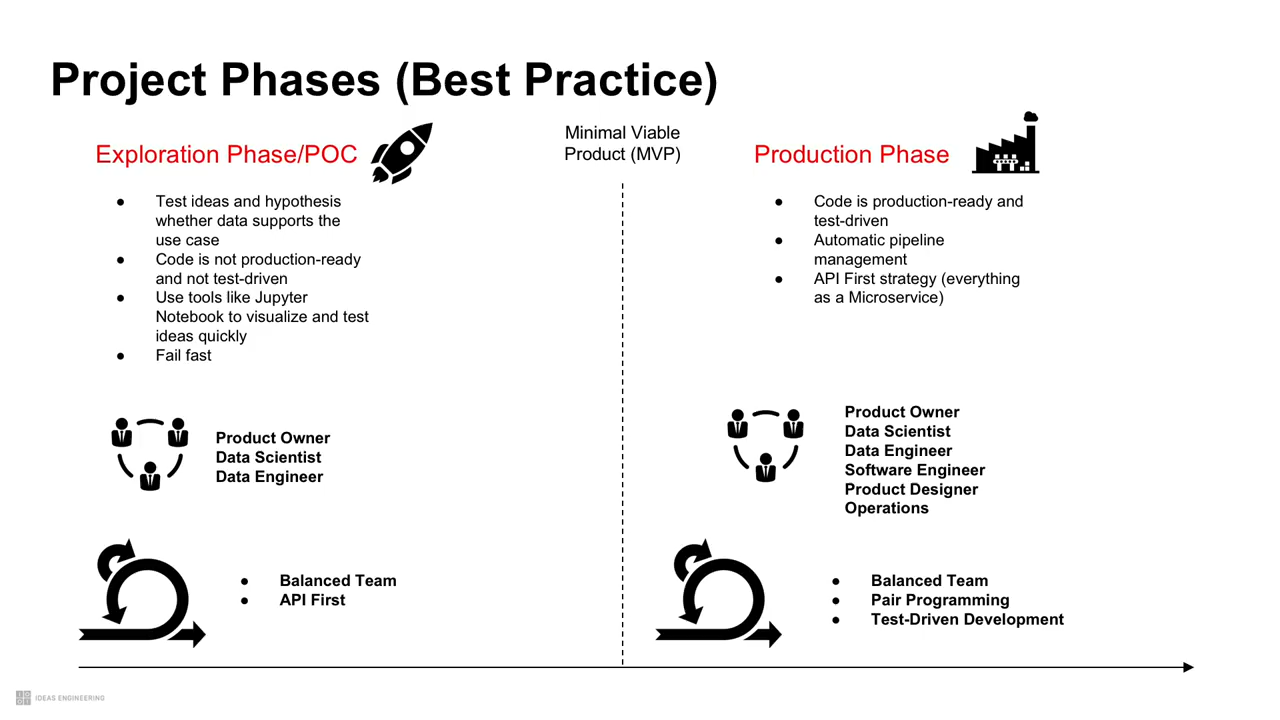 Project Phases (Best Practice)
Exploration Phase/POC
● Test ideas and hypothesis
whether data supports the
use case
● Code is not production-ready
and not test-driven
● Use tools like Jupyter
Notebook to visualize and test
ideas quickly
● Fail fast
Product Owner
Data Scientist
Data Engineer
● Balanced Team
● API First
Minimal Viable
Product (MVP)
Production Phase
● Code is production-ready and
test-driven
● Automatic pipeline
management
● API First strategy (everything
as a Microservice)
Product Owner
Data Scientist
Data Engineer
Software Engineer
Product Designer
Operations
● Balanced Team
● Pair Programming
● Test-Driven Development
IDEAS ENGINEERING